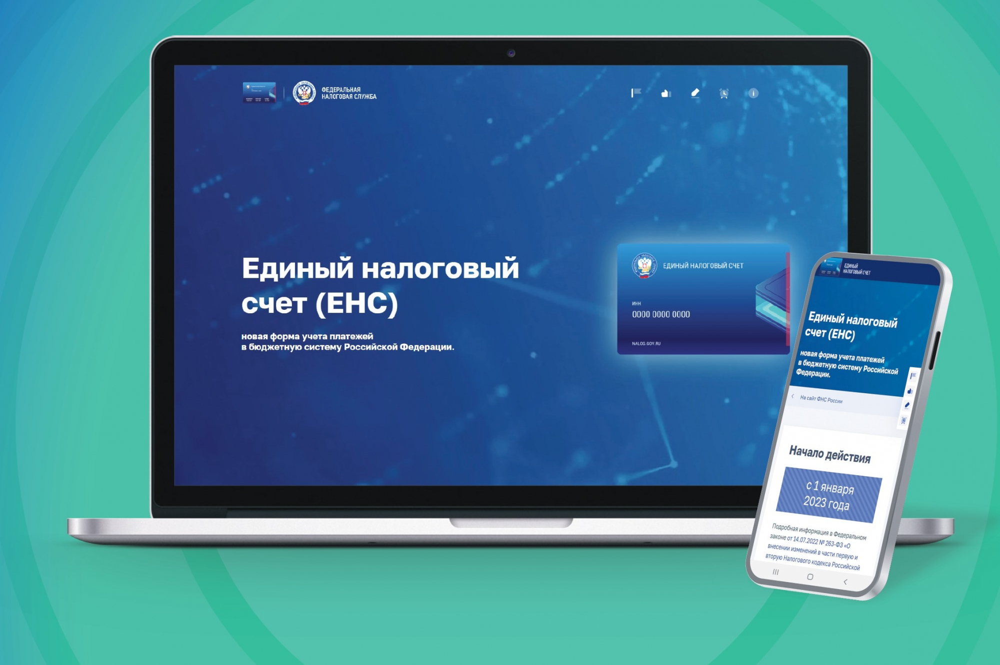 ФЕДЕРАЛЬНАЯ
НАЛОГОВАЯ СЛУЖБА
Единый налоговый
счет (ЕНС)
новая форма учета платежей
в бюджетную систему Российской Федерации.
ЕДИНЫЙ НАЛОГОВЫЙ СЧЕТ
ИНН
0000 0000 0000
NALOG.GOV.RU
ЕДИНЫЙ
НАЛОГОВЫЙ СЧЕТ
Единый налоговый
счет (ЕНС)
новая форма учета платежей
в бюджетную систему Российской
Федерации.
На сайт ФНС России
Начало действия
с 1 января
2023 года
Подробная информация в Федеральном
законе от 14.07.2022 № 263-ФЗ «О
внесении изменений в части первую и
вторую Налогового кодекса Российской